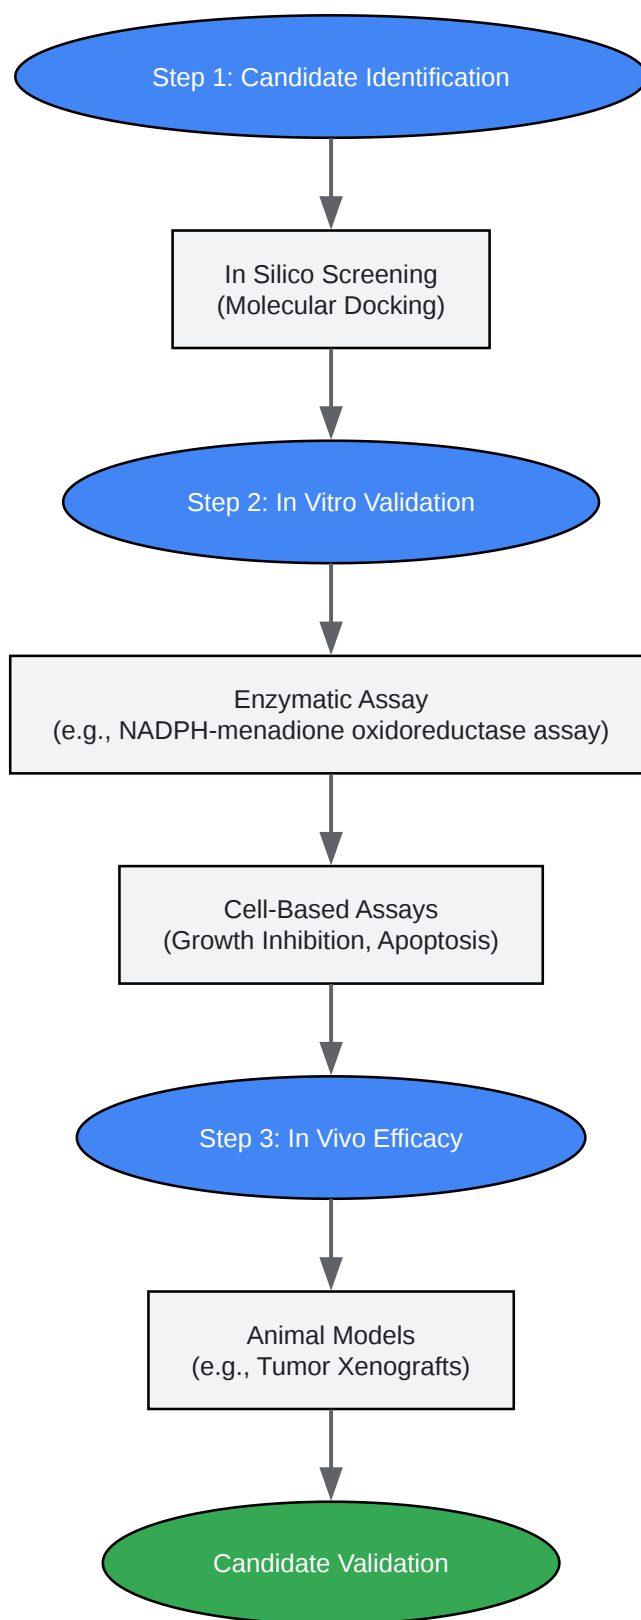 Step 1: Candidate Identification
In Silico Screening
(Molecular Docking)
Step 2: In Vitro Validation
Enzymatic Assay
(e.g., NADPH-menadione oxidoreductase assay)
Cell-Based Assays
(Growth Inhibition, Apoptosis)
Step 3: In Vivo Efficacy
Animal Models
(e.g., Tumor Xenografts)
Candidate Validation